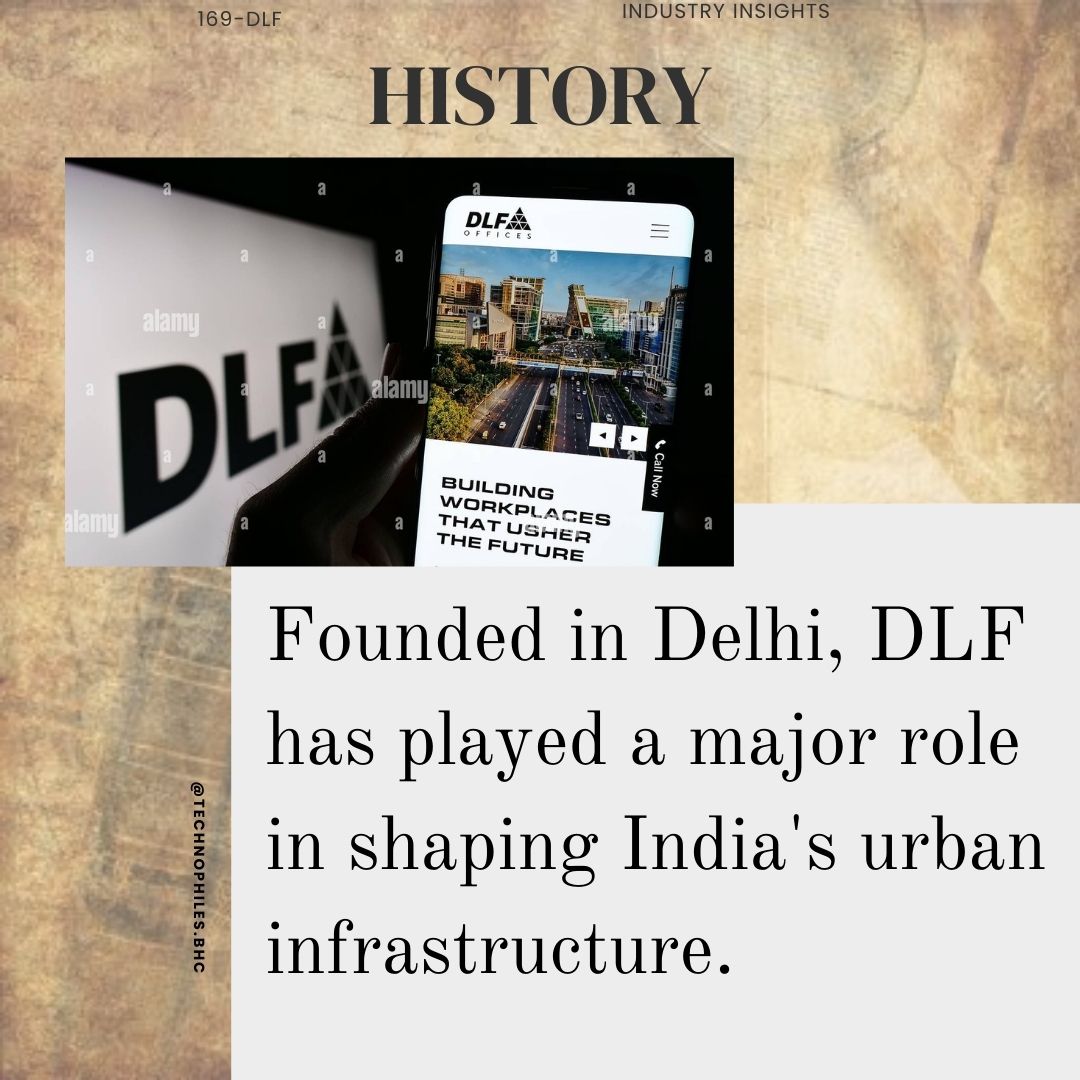 169-DLF
INDUSTRY INSIGHTS
HISTORY
DLF
OFFICES
DLF
Call Now
BUILDING
WORKPLACES
THAT USHER
THE FUTURE
a
a
a
a
a
a
a
a
a
alamy
a
alamy
a
alamy
a
a
a
a
alamy
a
a
alamy
a
Founded in Delhi, DLF
has played a major role
in shaping India's urban
infrastructure.
@TECHNOPHILES.BHC